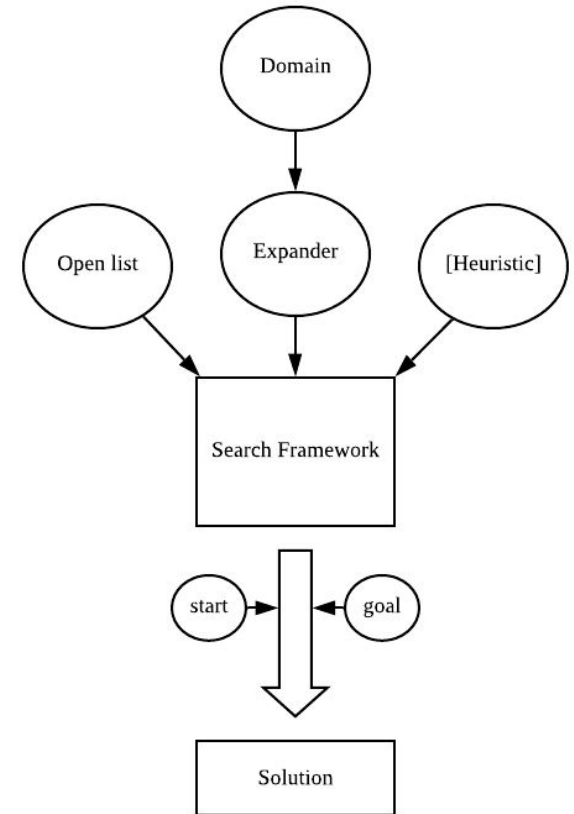 Domain
Open list
Expander
[Heuristic]
Search Framework
start
goal
Solution